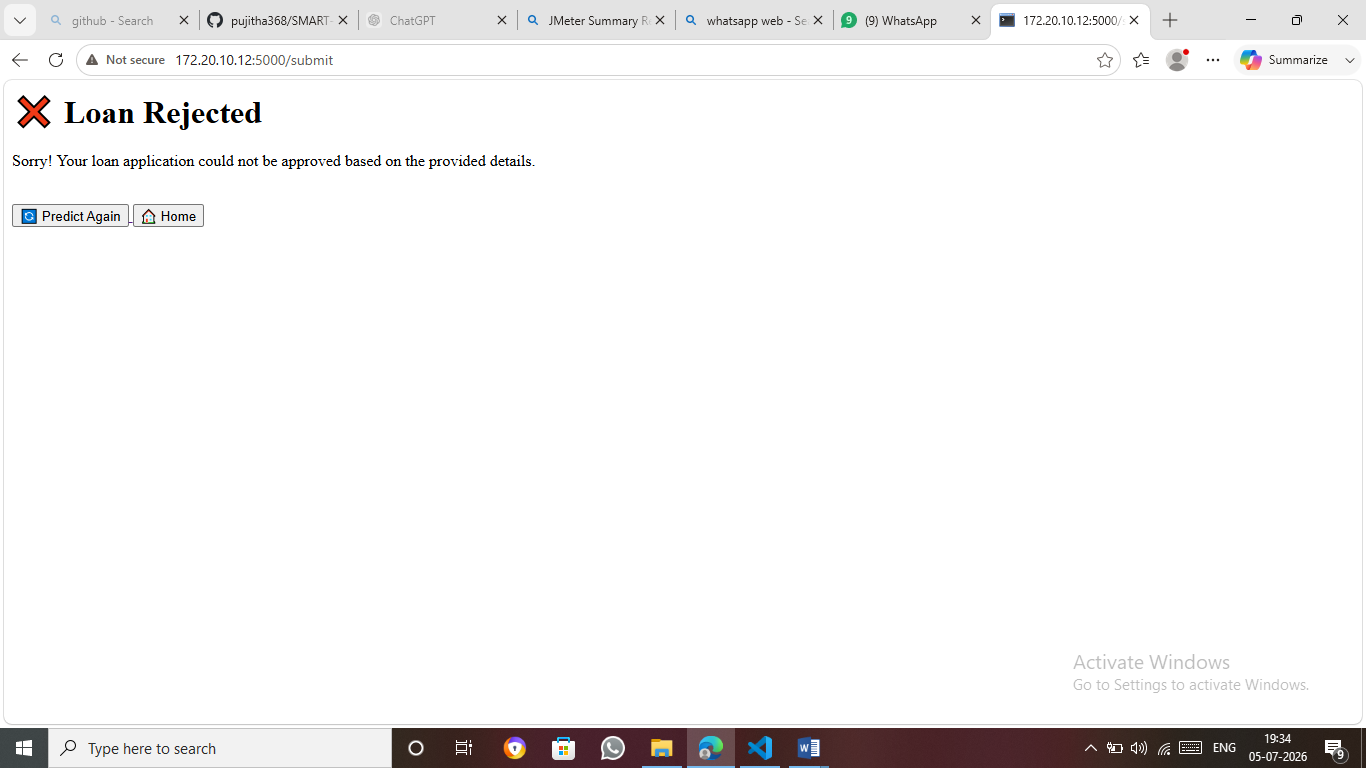 github - Search
pujitha368/SMART-
ChatGPT
JMeter Summary R
whatsapp web - Se
9
(9) WhatsApp
172.20.10.12:5000/
Not secure
172.20.10.12:5000/submit
Summarize
❌ Loan Rejected
Sorry! Your loan application could not be approved based on the provided details.
🔄 Predict Again
🏠 Home
Activate Windows
Go to Settings to activate Windows.
Type here to search
ENG
19:34
05-07-2026
9